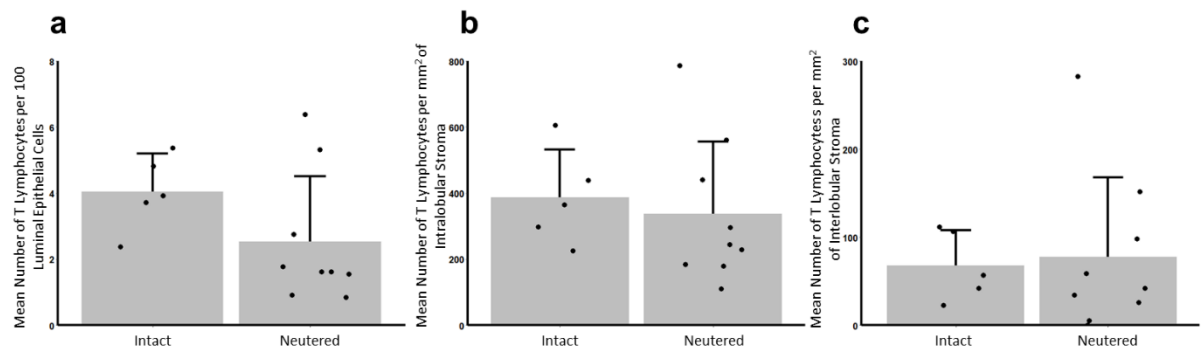 a
Mean Number of T Lymphocytes per 100
Luminal Epithelial Cells
8
6
4
2
0
Intact
Neutered
b
Mean Number of T Lymphocytes per mm² of
Intralobular Stroma
800
600
400
200
0
Intact
Neutered
c
Mean Number of T Lymphocyte s per mm²
of Interlobular Stroma
300
200
100
0
Intact
Neutered